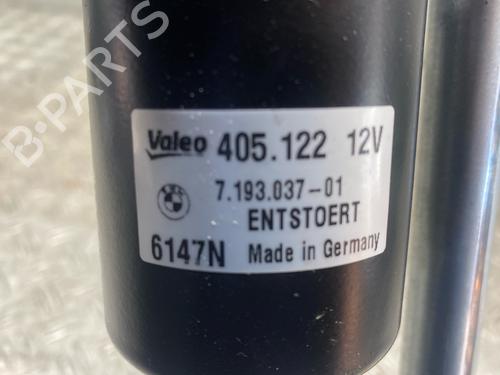 B-PARTS
Valeo 405.122 12V
7.193.037-01
ENTSTOERT
6147N Made in Germany